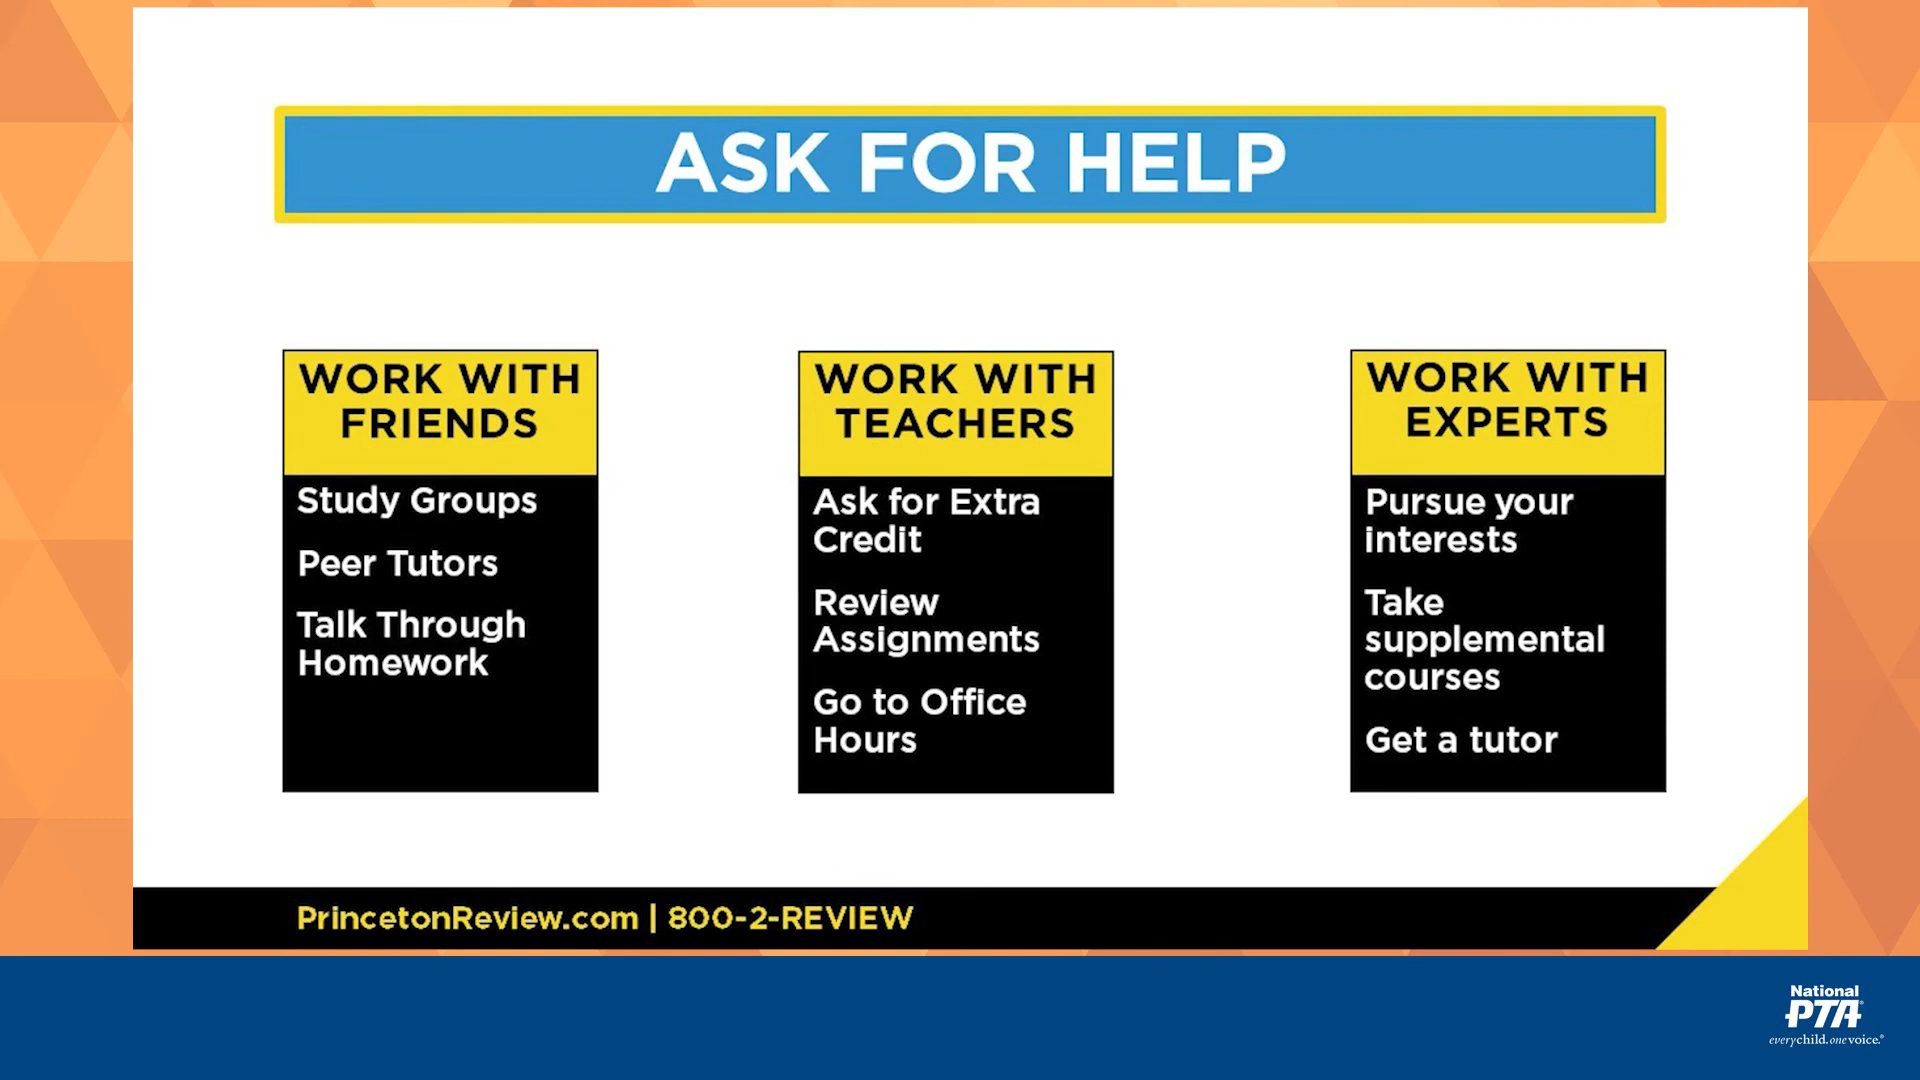 ASK FOR HELP
WORK WITH
FRIENDS
Study Groups
Peer Tutors
Talk Through
Homework
WORK WITH
TEACHERS
Ask for Extra
Credit
Review
Assignments
Go to Office
Hours
WORK WITH
EXPERTS
Pursue your
interests
Take
supplemental
courses
Get a tutor
PrincetonReview.com | 800-2-REVIEW
National
PTA®
everychild.onevoice.®